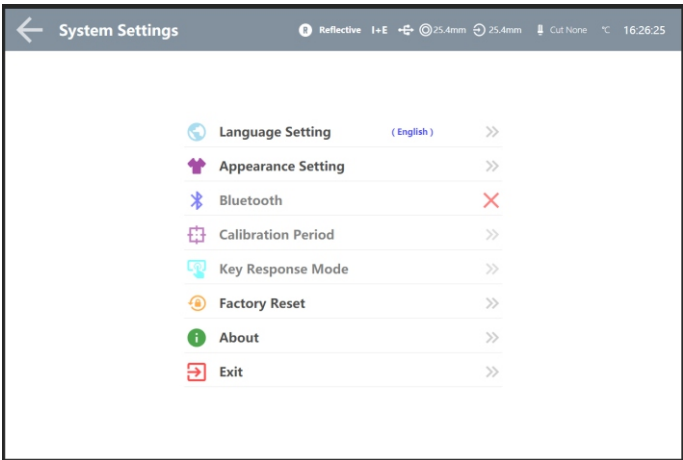 System Settings R Reflective I+E 25.4mm 25.4mm Cut None °C 16:26:25
Language Setting ( English )
Appearance Setting
Bluetooth
Calibration Period
Key Response Mode
Factory Reset
About
Exit